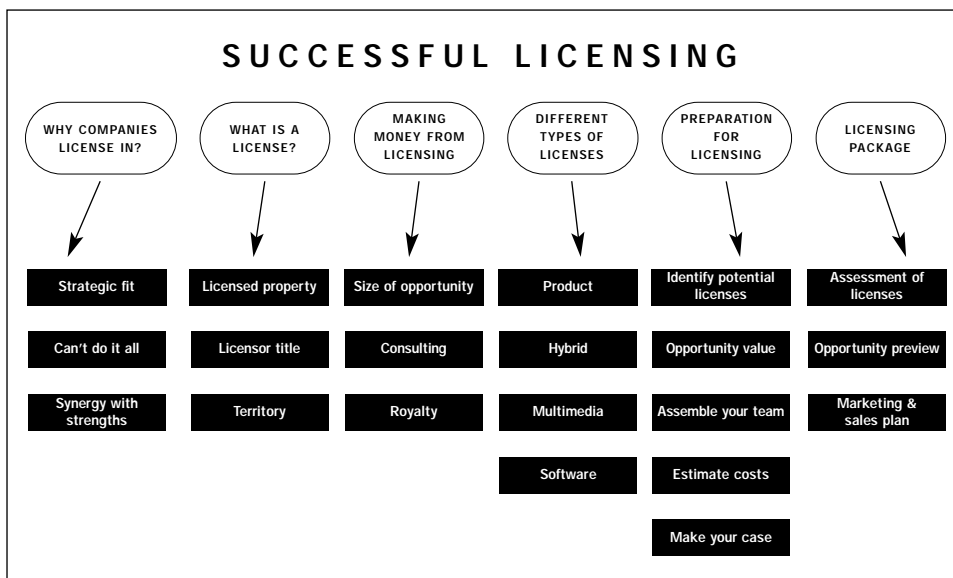 SUCCESSFUL LICENSING
WHY COMPANIES
LICENSE IN?
WHAT IS A
LICENSE?
MAKING
MONEY FROM
LICENSING
DIFFERENT
TYPES OF
LICENSES
PREPARATION
FOR
LICENSING
LICENSING
PACKAGE
Strategic fit
Can't do it all
Synergy with
strengths
Licensed property
Licensor title
Territory
Size of opportunity
Consulting
Royalty
Product
Hybrid
Multimedia
Software
Identify potential
licenses
Opportunity value
Assemble your team
Estimate costs
Make your case
Assessment of
licenses
Opportunity preview
Marketing &
sales plan